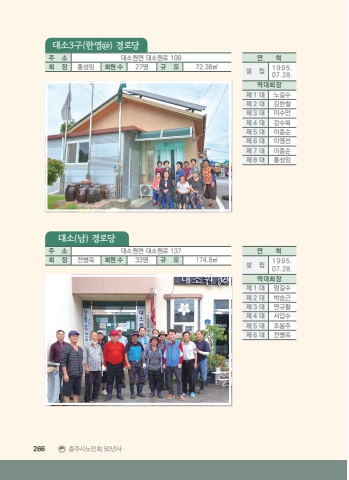 대소3구(한영@) 경로당
주 소 대소원면 대소원로 108
회 장 홍성임 회원 수 27명 규 모 72.38㎡
연 혁
설 립 1995. 07.28.
역대회장
제 1 대 노길수
제 2 대 김한철
제 3 대 이수만
제 4 대 강수복
제 5 대 이종순
제 6 대 이영선
제 7 대 이종순
제 8 대 홍성임
대소(남) 경로당
주 소 대소원면 대소원로 137
회 장 전병옥 회원 수 33명 규 모 174.8㎡
연 혁
설 립 1995. 07.28.
역대회장
제 1 대 엄길수
제 2 대 박승근
제 3 대 연규황
제 4 대 서갑수
제 5 대 조용주
제 6 대 전병옥
대소원
266 충주시노인회 50년사